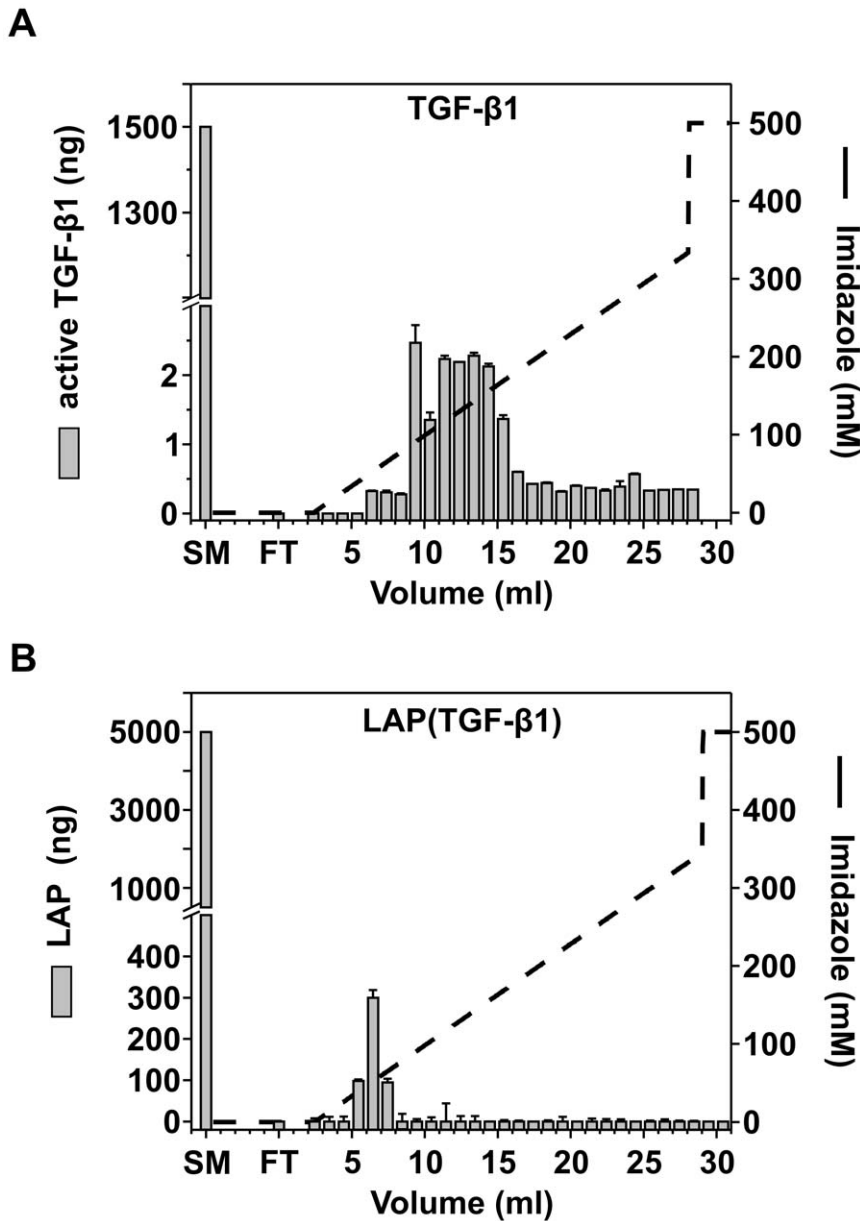 A
TGF-β1
active TGF-β1 (ng)
1500
1300
2
1
0
500
400
300
200
100
0
Imidazole (mM)
SM FT 5 10 15 20 25 30
Volume (ml)
B
LAP(TGF-β1)
LAP (ng)
5000
3000
1000
400
300
200
100
0
500
400
300
200
100
0
Imidazole (mM)
SM FT 5 10 15 20 25 30
Volume (ml)